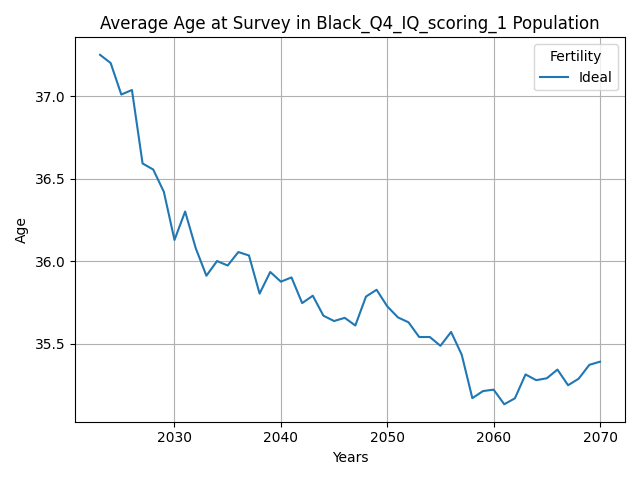 Average Age at Survey in Black_Q4_IQ_scoring_1 Population
Fertility
Ideal
37.0
36.5
36.0
35.5
Age
2030 2040 2050 2060 2070
Years